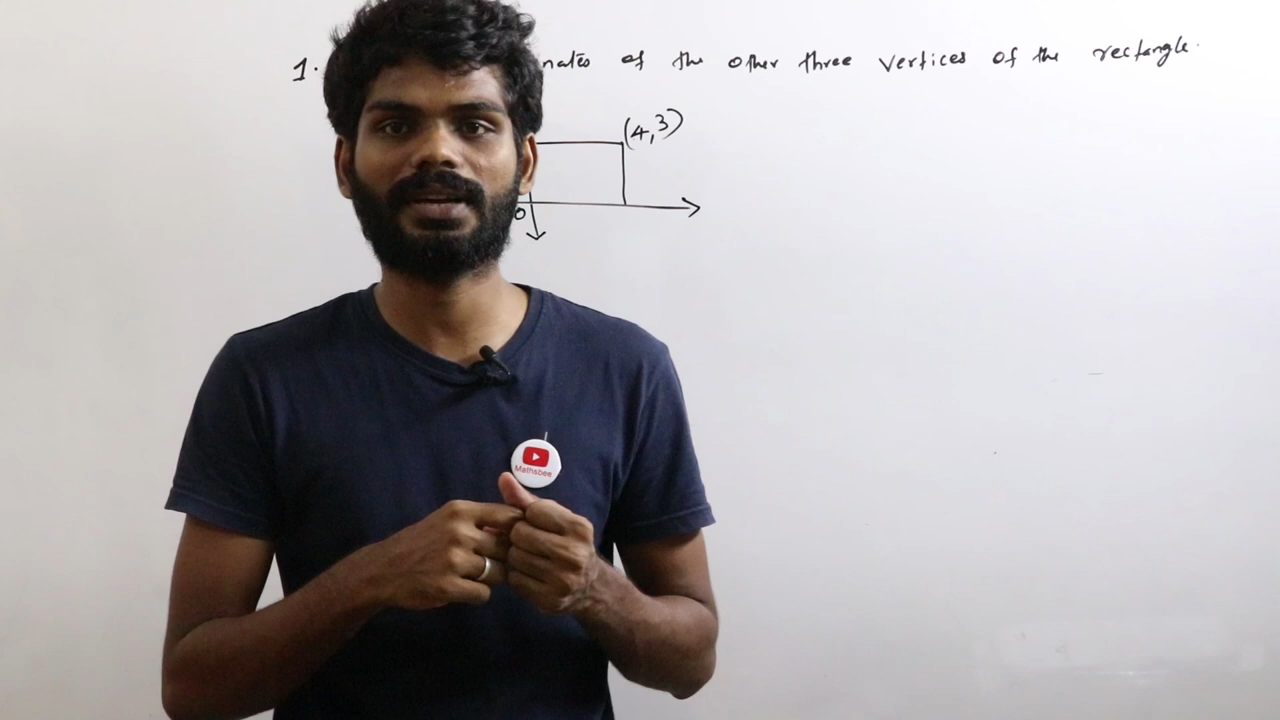 1. nates of the other three vertices of the rectangle.
(4,3)
0
Mathsbee